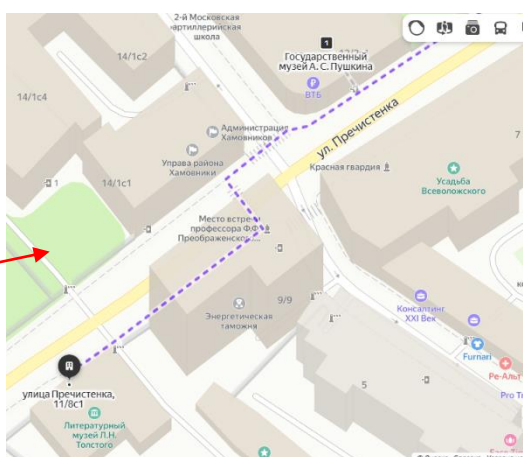 2-й Московская
артиллерийская
школа
1
Государственный
музей А. С. Пушкина
14/1с2
ВТБ
14/1с4
Администрация
Хамовников
ул. Пречистенка
7
Управа района
Хамовники
Красная гвардия
Усадьба
Всеволожского
1
14/1с1
Место встречи
профессора Ф.Ф.
Преображенског...
Энергетическая
таможня
9/9
Консалтинг
XXI Век
Furnari
улица Пречистенка,
11/8с1
5
Ре-Альт
Pro
Литературный
музей Л.Н.
Толстого